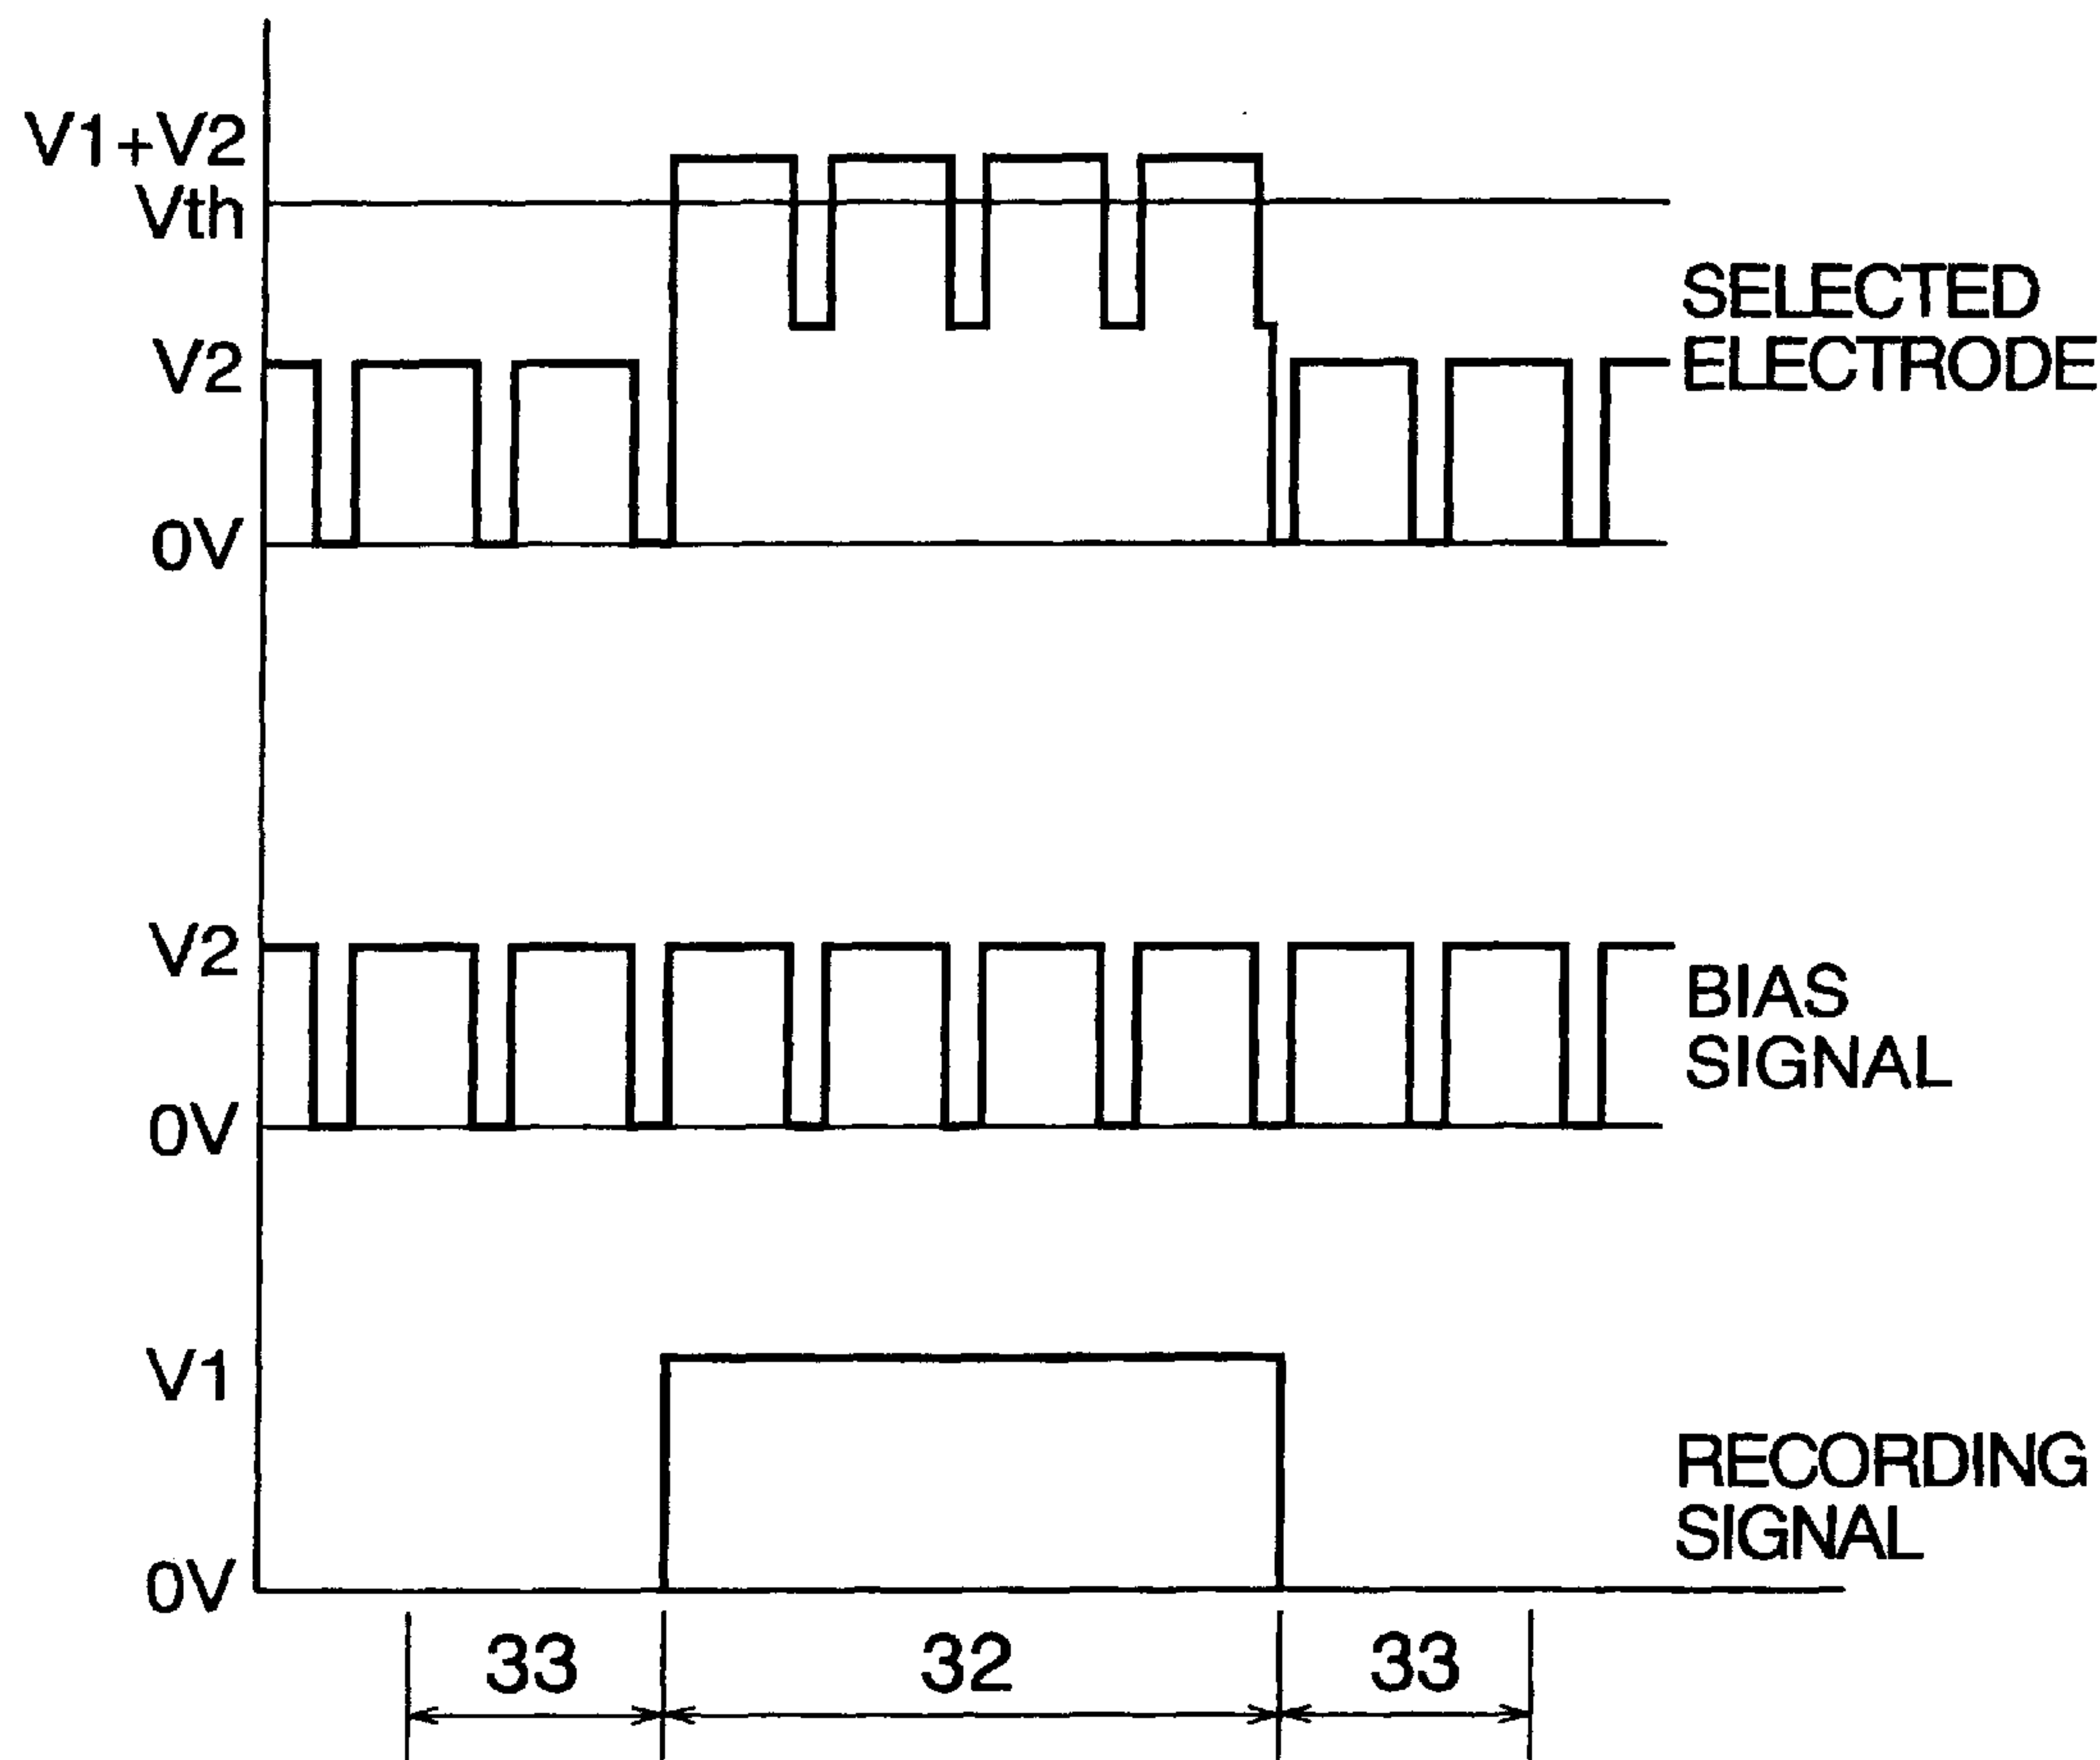 V1+V2
Vth
SELECTED
ELECTRODE
V2
0V
V2
BIAS
SIGNAL
0V
V1
RECORDING
SIGNAL
0V
33
32
33